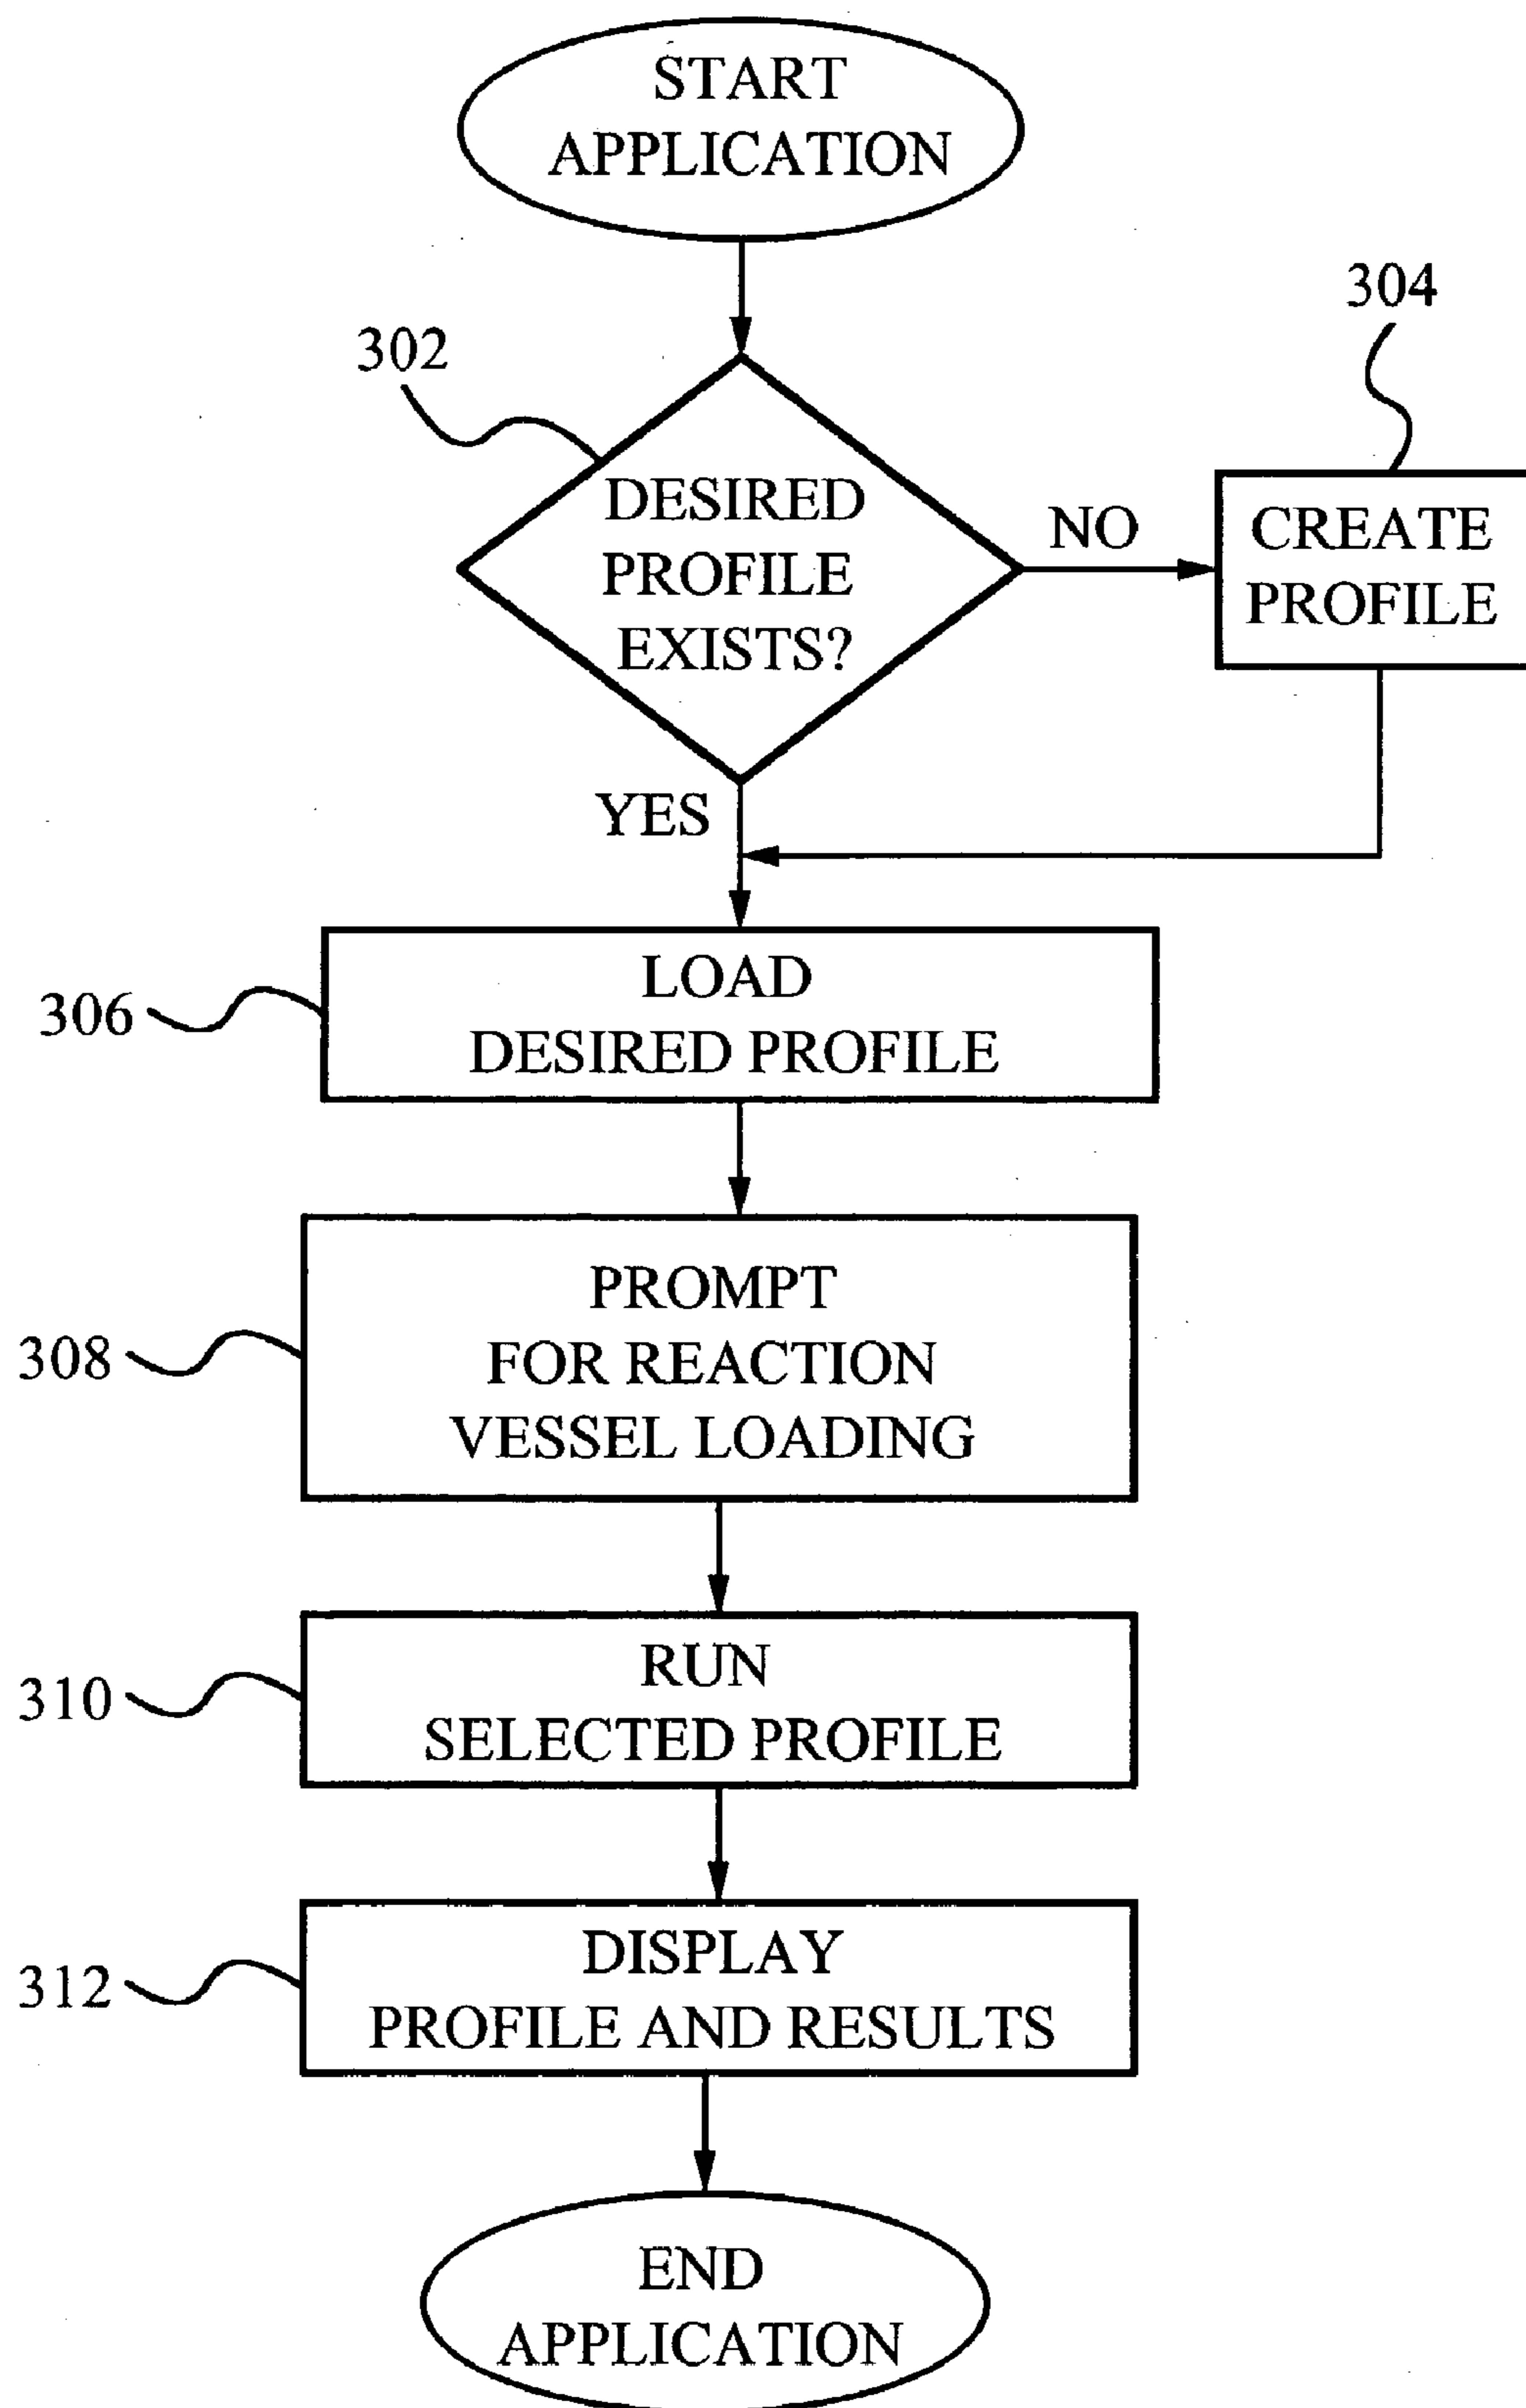 START
APPLICATION
302
304
DESIRED
PROFILE
EXISTS?
NO
CREATE
PROFILE
YES
306
LOAD
DESIRED PROFILE
308
PROMPT
FOR REACTION
VESSEL LOADING
310
RUN
SELECTED PROFILE
312
DISPLAY
PROFILE AND RESULTS
END
APPLICATION